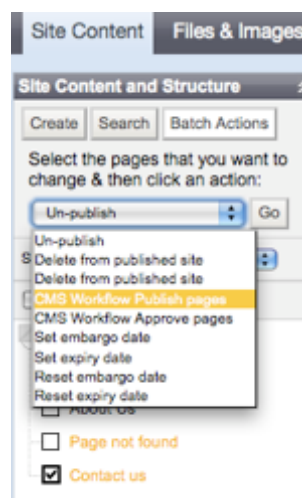 Site Content Files & Images
Site Content and Structure
Create Search Batch Actions
Select the pages that you want to
change & then click an action:
Un-publish Go
Un-publish
S Delete from published site
Delete from published site
CMS Workflow Publish pages
CMS Workflow Approve pages
Set embargo date
Set expiry date
Reset embargo date
Reset expiry date
About Us
Page not found
Contact us